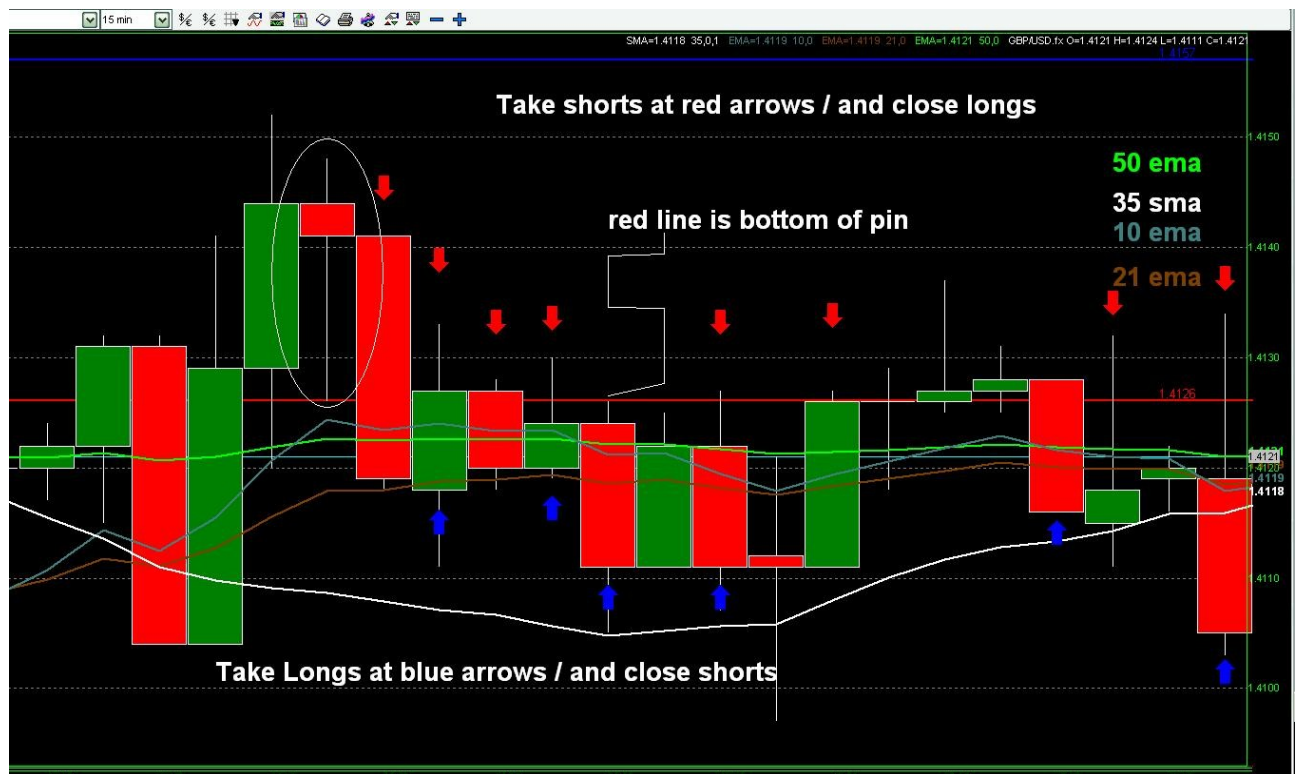 15 min
SMA=1.4118 35,0,1 EMA=1.4119 10,0 EMA=1.4119 21,0 EMA=1.4121 50,0 GBP/USD.fx O=1.4121 H=1.4124 L=1.4111 C=1.4121
1.4157
Take shorts at red arrows / and close longs
1.4150
50 ema
35 sma
red line is bottom of pin
10 ema
1.4140
21 ema
1.4130
1.4126
1.4121
1.4120
1.4119
1.4118
1.4110
Take Longs at blue arrows / and close shorts
1.4100